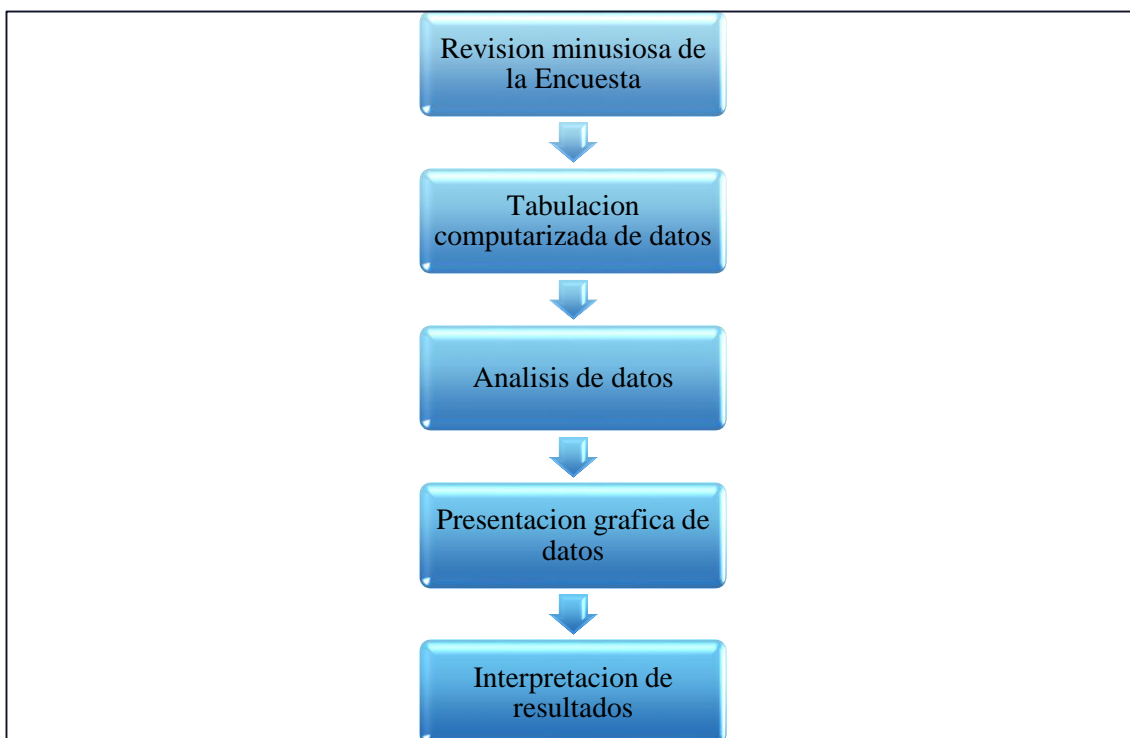 Revision minusiosa de
la Encuesta
Tabulacion
computarizada de datos
Analisis de datos
Presentacion grafica de
datos
Interpretacion de
resultados